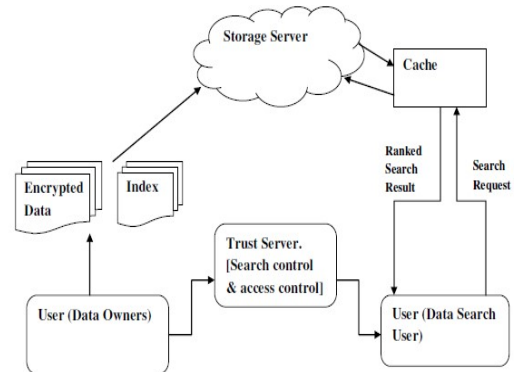 Storage Server
Cache
Ranked
Search
Result
Search
Request
Encrypted
Data
Index
Trust Server.
[Search control
& access control]
User (Data Owners)
User (Data Search
User)